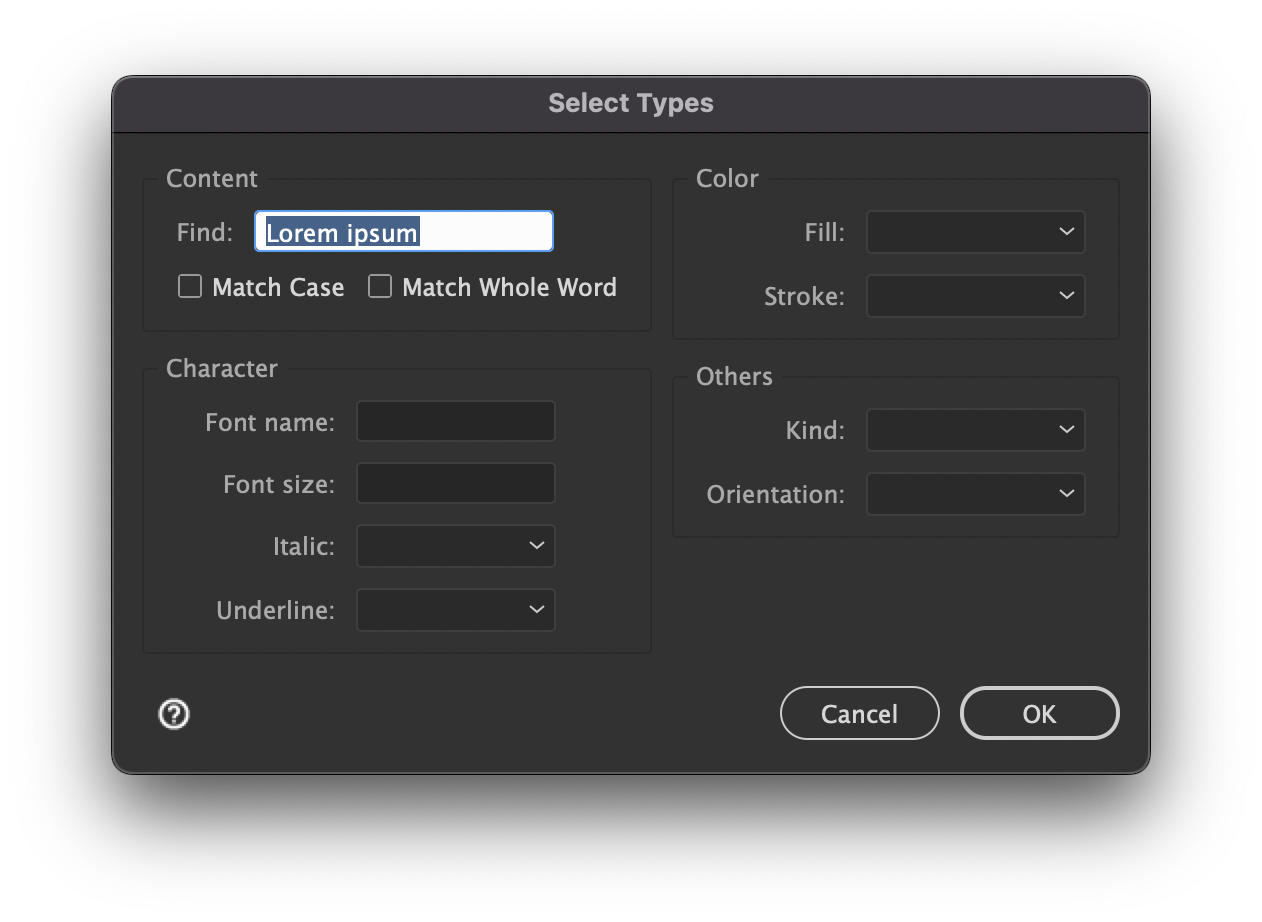 Select Types
Content
Find: Lorem ipsum
Match Case Match Whole Word
Character
Font name:
Font size:
Italic:
Underline:
Color
Fill:
Stroke:
Others
Kind:
Orientation:
?
Cancel OK